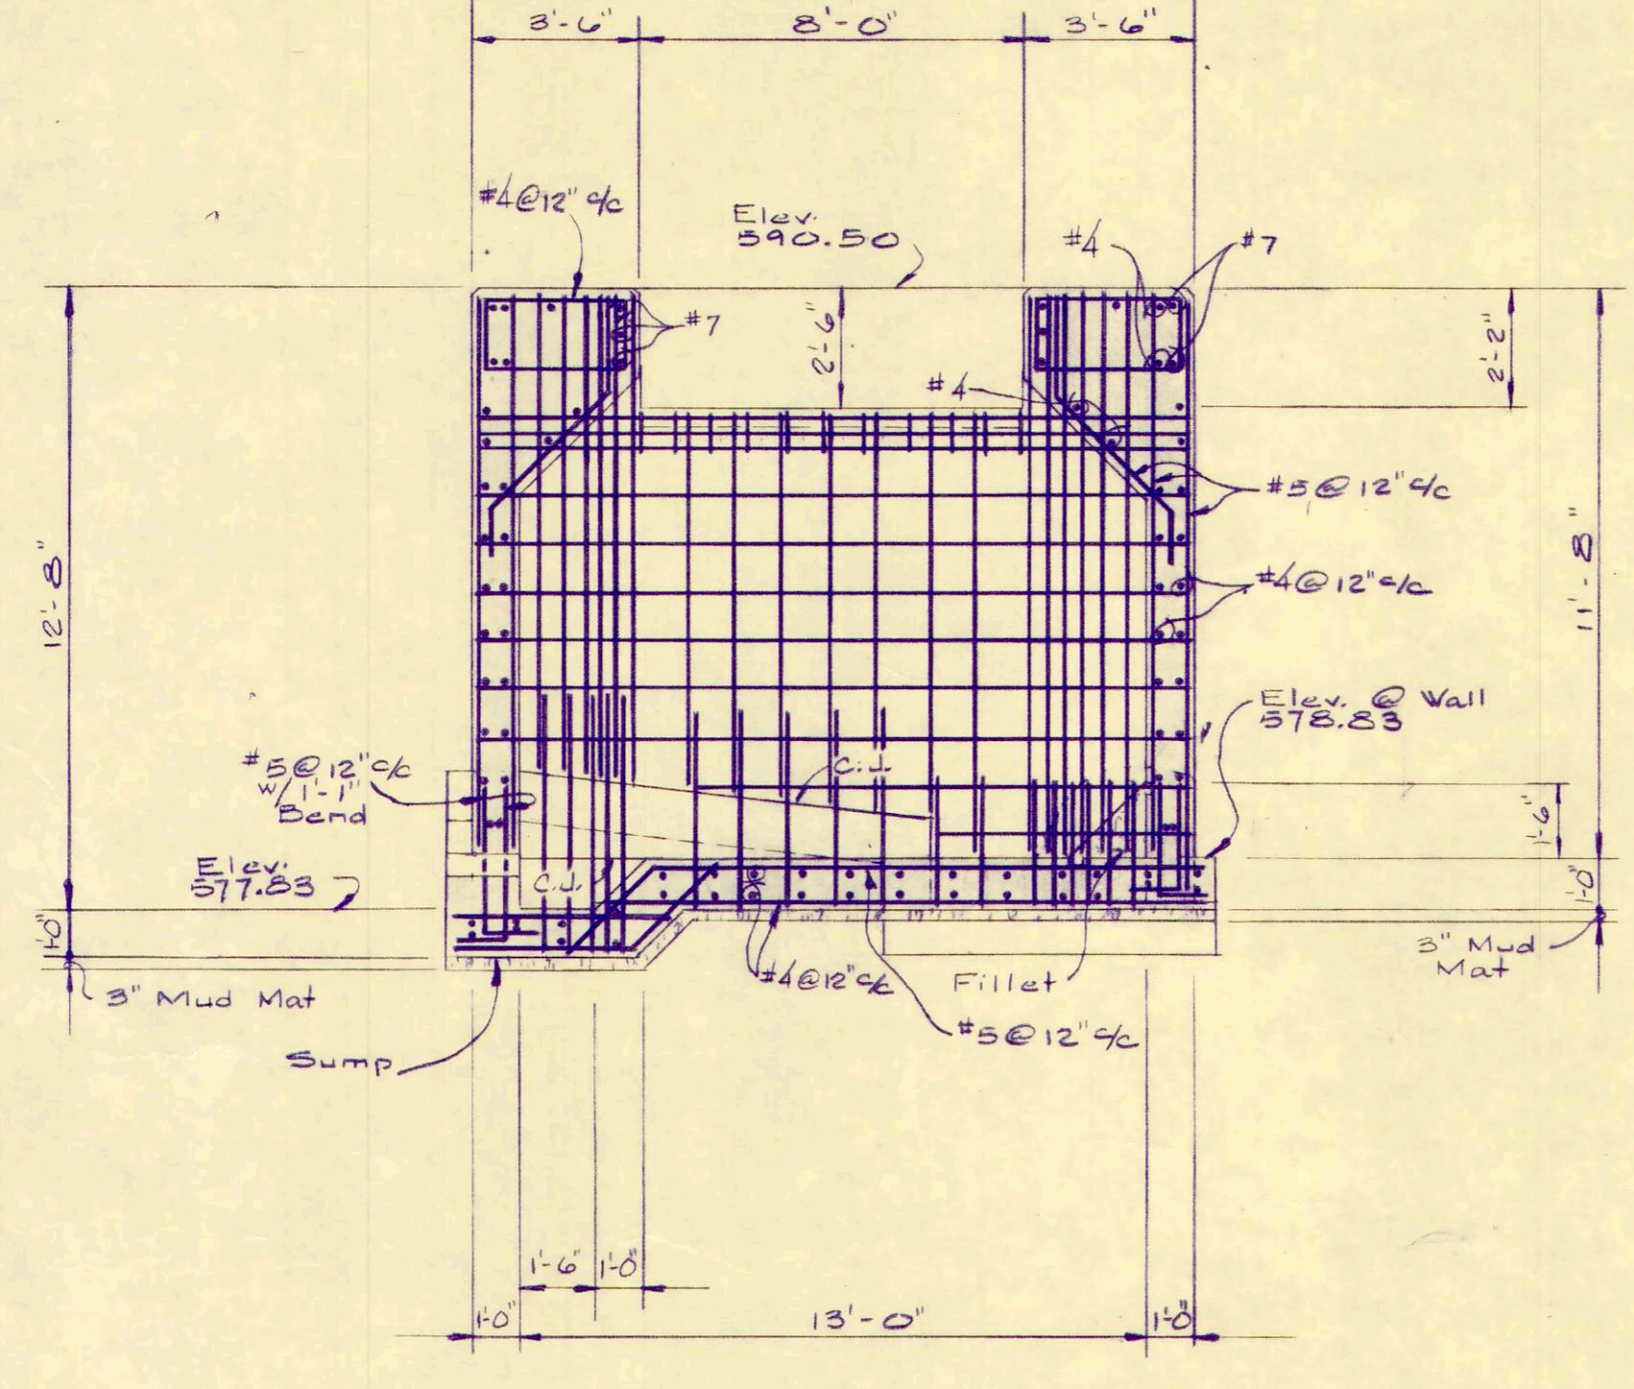 3'-6"
8'-0"
3'-6"
#4@12" c/c
Elev.
590.50
#4
#7
#7
2'-6"
2'-2"
#4
#5@12" c/c
12'-8"
11'-8"
#4@12" c/c
Elev. @ Wall
578.83
#5@12" c/c
w/ 1'-1"
Bend
C.J.
1'-6"
Elev.
577.83
C.J.
1'-0"
1'-0"
3" Mud Mat
#4@12" c/c
Fillet
3" Mud
Mat
#5@12" c/c
Sump
1'-6"
1'-0"
1'-0"
13'-0"
1'-0"